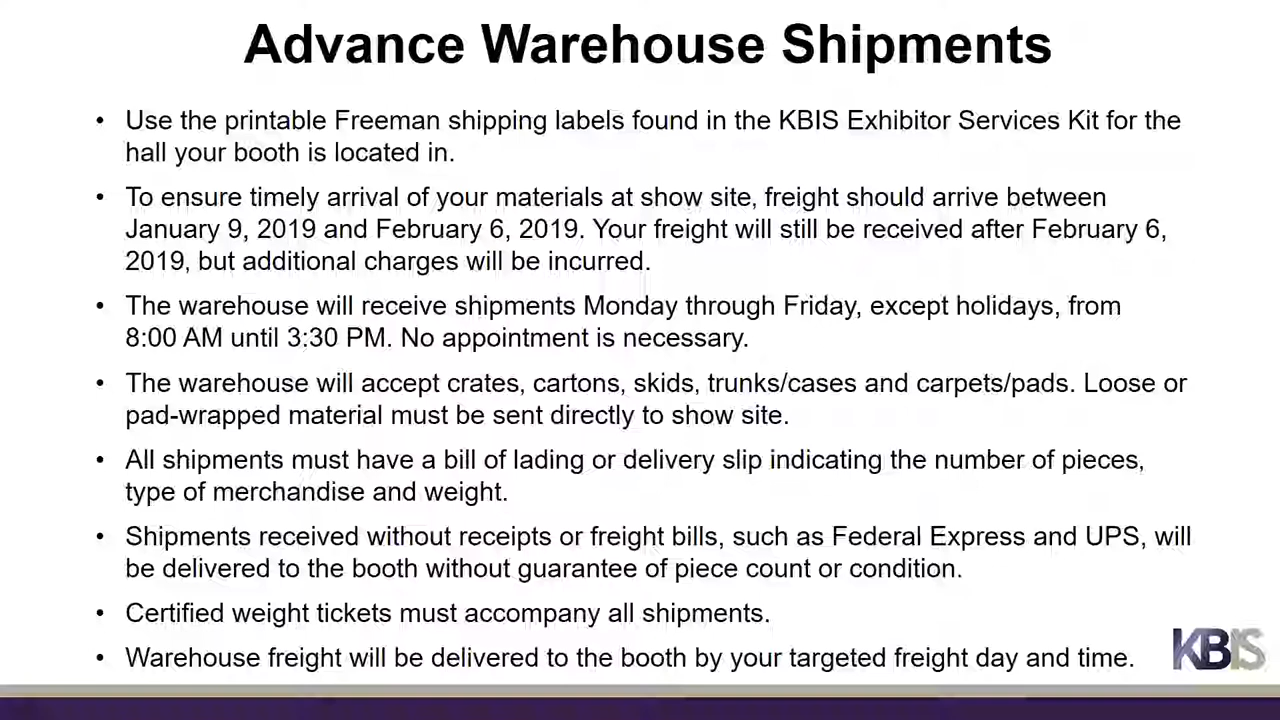 Advance Warehouse Shipments
• Use the printable Freeman shipping labels found in the KBIS Exhibitor Services Kit for the
hall your booth is located in.
• To ensure timely arrival of your materials at show site, freight should arrive between
January 9, 2019 and February 6, 2019. Your freight will still be received after February 6,
2019, but additional charges will be incurred.
• The warehouse will receive shipments Monday through Friday, except holidays, from
8:00 AM until 3:30 PM. No appointment is necessary.
• The warehouse will accept crates, cartons, skids, trunks/cases and carpets/pads. Loose or
pad-wrapped material must be sent directly to show site.
• All shipments must have a bill of lading or delivery slip indicating the number of pieces,
type of merchandise and weight.
• Shipments received without receipts or freight bills, such as Federal Express and UPS, will
be delivered to the booth without guarantee of piece count or condition.
• Certified weight tickets must accompany all shipments.
• Warehouse freight will be delivered to the booth by your targeted freight day and time.
KBIS